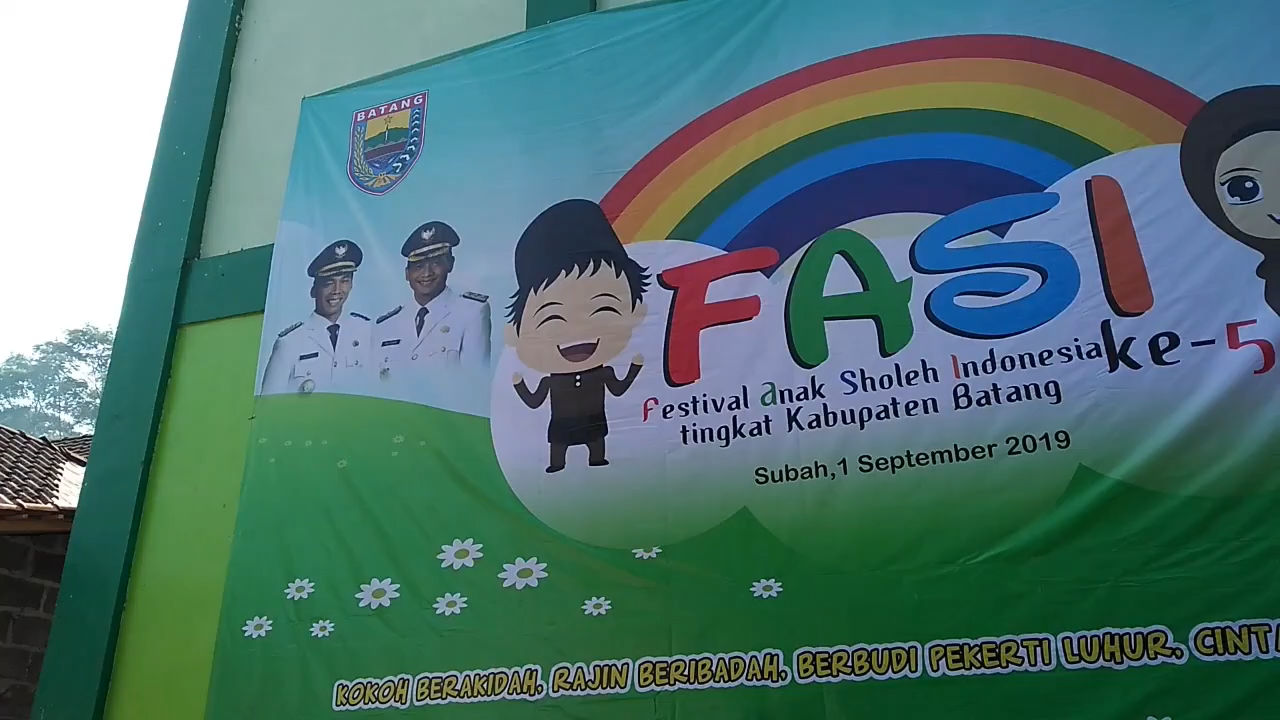 BATANG
FASI
ke-5
Festival anak Sholeh Indonesia
tingkat Kabupaten Batang
Subah,1 September 2019
KOKOH BERAKIDAH, RAJIN BERIBADAH, BERBUDI PEKERTI LUHUR, CINTA